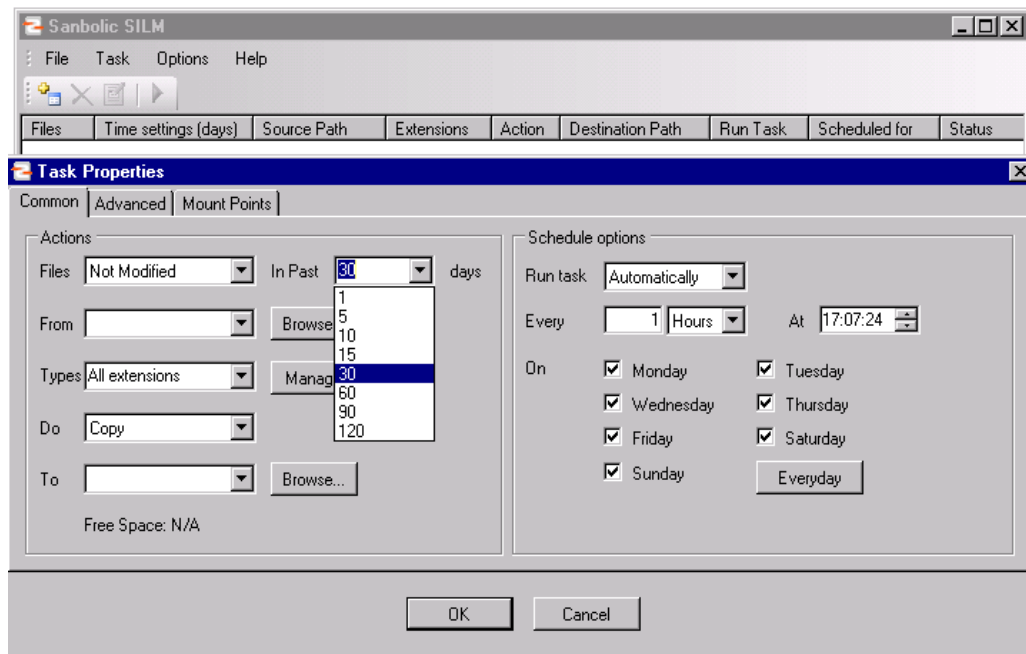 Sanbolic SILM
File Task Options Help
Files Time settings (days) Source Path Extensions Action Destination Path Run Task Scheduled for Status
Task Properties
Common Advanced Mount Points
Actions
Files Not Modified In Past 30 days
1
5
10
15
30
60
90
120
From Browse
Types All extensions Manag
Do Copy
To Browse...
Free Space: N/A
Schedule options
Run task Automatically
Every 1 Hours At 17:07:24
On Monday Tuesday
Wednesday Thursday
Friday Saturday
Sunday Everyday
OK Cancel